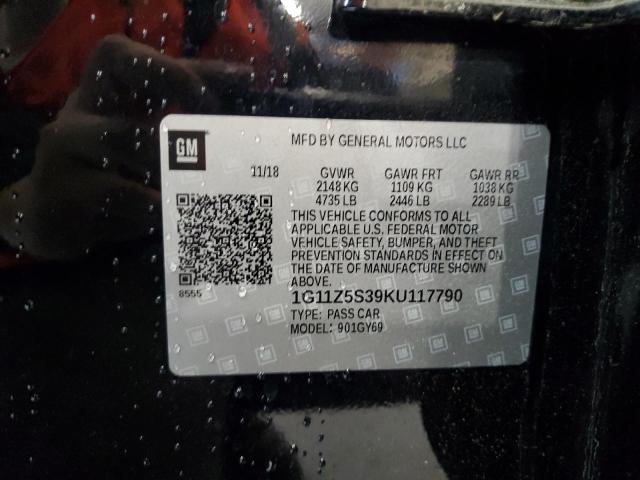 GM
MFD BY GENERAL MOTORS LLC
11/18 GVWR GAWR FRT GAWR RR
2148 KG 1109 KG 1038 KG
4735 LB 2446 LB 2289 LB
THIS VEHICLE CONFORMS TO ALL
APPLICABLE U.S. FEDERAL MOTOR
VEHICLE SAFETY, BUMPER, AND THEFT
PREVENTION STANDARDS IN EFFECT ON
THE DATE OF MANUFACTURE SHOWN
ABOVE.
8555
1G11Z5S39KU117790
TYPE: PASS CAR
MODEL: 901GY69